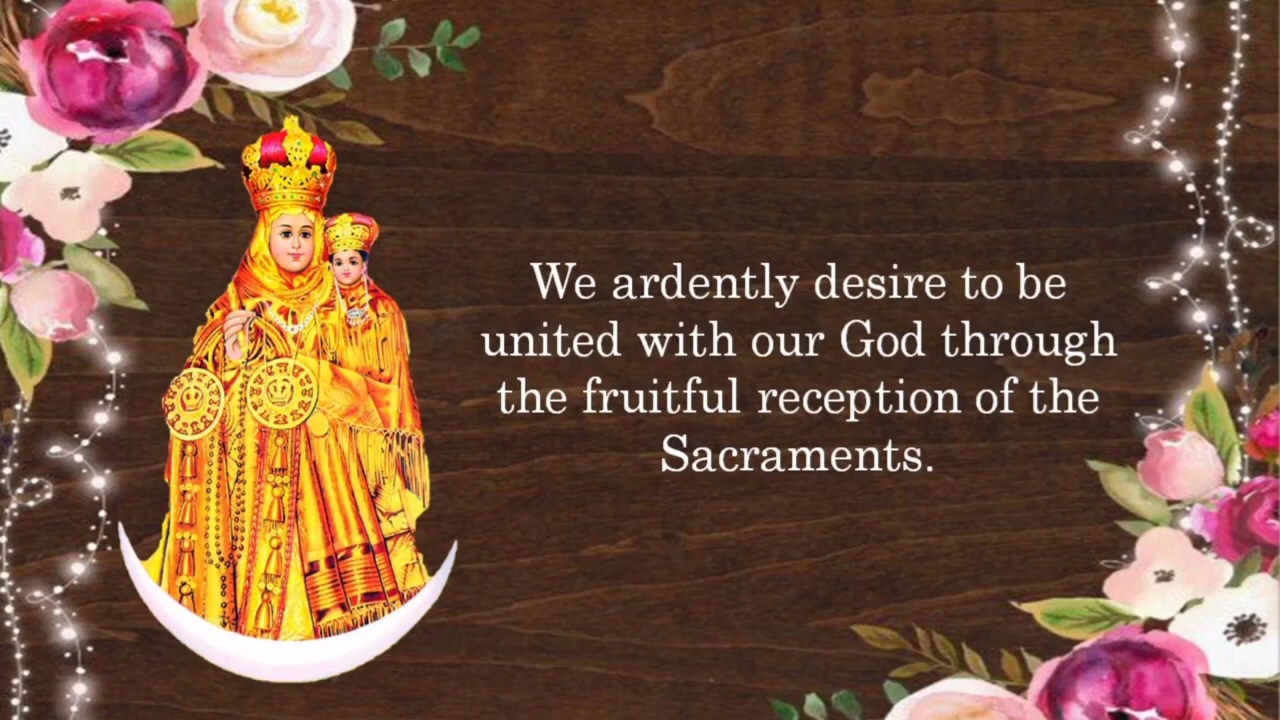 We ardently desire to be
united with our God through
the fruitful reception of the
Sacraments.